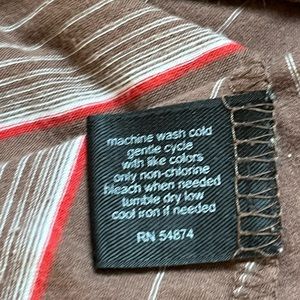 machine wash cold
gentle cycle
with like colors
only non-chlorine
bleach when needed
tumble dry low
cool iron if needed
RN 54874